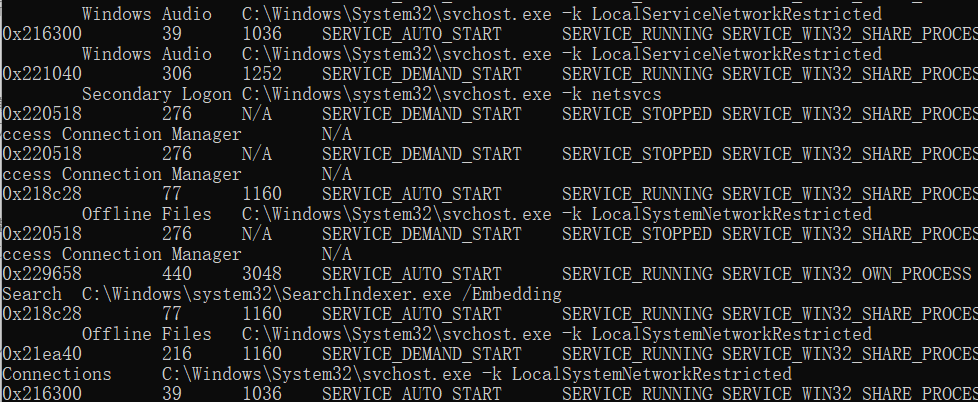 Windows Audio C:\Windows\System32\svchost.exe -k LocalServiceNetworkRestricted
0x216300 39 1036 SERVICE_AUTO_START SERVICE_RUNNING SERVICE_WIN32_SHARE_PROCES
Windows Audio C:\Windows\System32\svchost.exe -k LocalServiceNetworkRestricted
0x221040 306 1252 SERVICE_DEMAND_START SERVICE_RUNNING SERVICE_WIN32_SHARE_PROCES
Secondary Logon C:\Windows\system32\svchost.exe -k netsvcs
0x220518 276 N/A SERVICE_DEMAND_START SERVICE_STOPPED SERVICE_WIN32_SHARE_PROCES
ccess Connection Manager N/A
0x220518 276 N/A SERVICE_DEMAND_START SERVICE_STOPPED SERVICE_WIN32_SHARE_PROCES
ccess Connection Manager N/A
0x218c28 77 1160 SERVICE_AUTO_START SERVICE_RUNNING SERVICE_WIN32_SHARE_PROCES
Offline Files C:\Windows\System32\svchost.exe -k LocalSystemNetworkRestricted
0x220518 276 N/A SERVICE_DEMAND_START SERVICE_STOPPED SERVICE_WIN32_SHARE_PROCES
ccess Connection Manager N/A
0x229658 440 3048 SERVICE_AUTO_START SERVICE_RUNNING SERVICE_WIN32_OWN_PROCESS
Search C:\Windows\system32\SearchIndexer.exe /Embedding
0x218c28 77 1160 SERVICE_AUTO_START SERVICE_RUNNING SERVICE_WIN32_SHARE_PROCES
Offline Files C:\Windows\System32\svchost.exe -k LocalSystemNetworkRestricted
0x21ea40 216 1160 SERVICE_DEMAND_START SERVICE_RUNNING SERVICE_WIN32_SHARE_PROCES
Connections C:\Windows\System32\svchost.exe -k LocalSystemNetworkRestricted
0x216300 39 1036 SERVICE_AUTO_START SERVICE_RUNNING SERVICE_WIN32_SHARE_PROCES